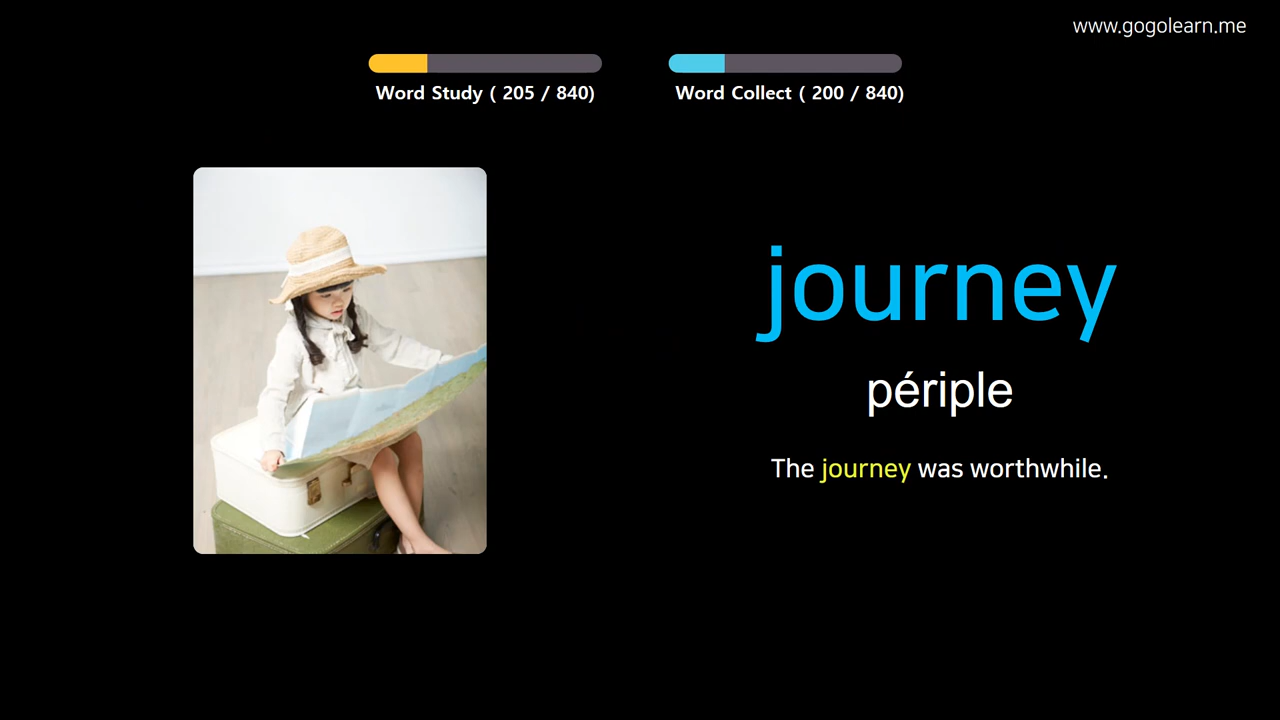 www.gogolearn.me
Word Study ( 205 / 840)
Word Collect ( 200 / 840)
journey
périple
The journey was worthwhile.